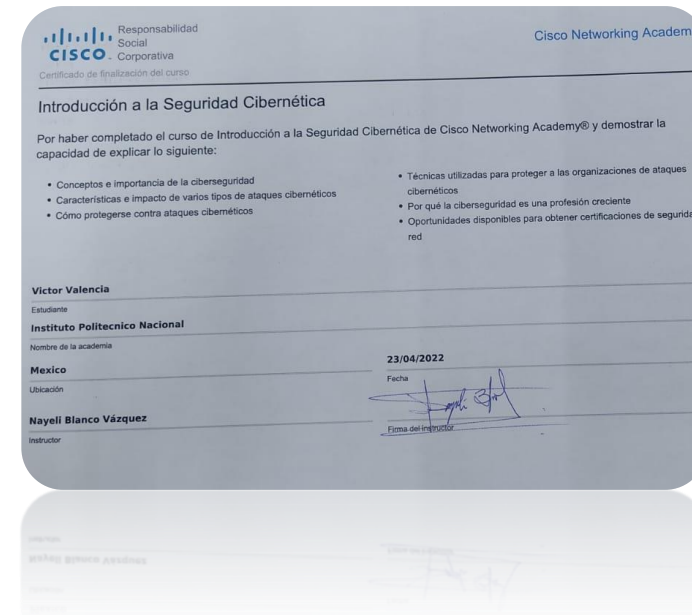 Responsabilidad
Social
CISCO. Corporativa
Cisco Networking Academ
Certificado de finalización del curso
Introducción a la Seguridad Cibernética
Por haber completado el curso de Introducción a la Seguridad Cibernética de Cisco Networking Academy® y demostrar la
capacidad de explicar lo siguiente:
• Conceptos e importancia de la ciberseguridad
• Características e impacto de varios tipos de ataques cibernéticos
• Cómo protegerse contra ataques cibernéticos
• Técnicas utilizadas para proteger a las organizaciones de ataques
cibernéticos
• Por qué la ciberseguridad es una profesión creciente
• Oportunidades disponibles para obtener certificaciones de segurida
red
Victor Valencia
Estudiante
Instituto Politecnico Nacional
Nombre de la academia
Mexico
Ubicación
23/04/2022
Fecha
Nayeli Blanco Vázquez
Instructor
Firma del instructor